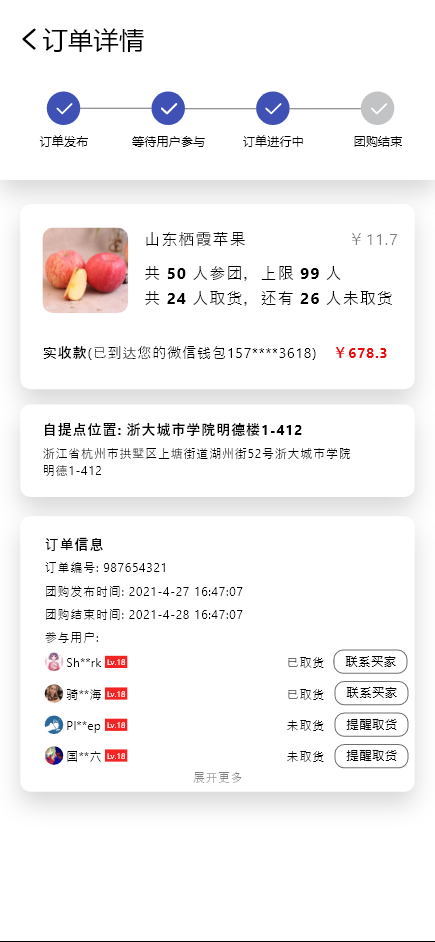 订单详情
订单发布 等待用户参与 订单进行中 团购结束
山东栖霞苹果 ￥11.7
共 50 人参团，上限 99 人
共 24 人取货，还有 26 人未取货
实收款(已到达您的微信钱包157****3618) ￥678.3
自提点位置: 浙大城市学院明德楼1-412
浙江省杭州市拱墅区上塘街道湖州街52号浙大城市学院
明德1-412
订单信息
订单编号: 987654321
团购发布时间: 2021-4-27 16:47:07
团购结束时间: 2021-4-28 16:47:07
参与用户:
Sh**rk Lv.18 已取货 联系买家
骑**海 Lv.18 已取货 联系买家
Pl**ep Lv.18 未取货 提醒取货
国**六 Lv.18 未取货 提醒取货
展开更多